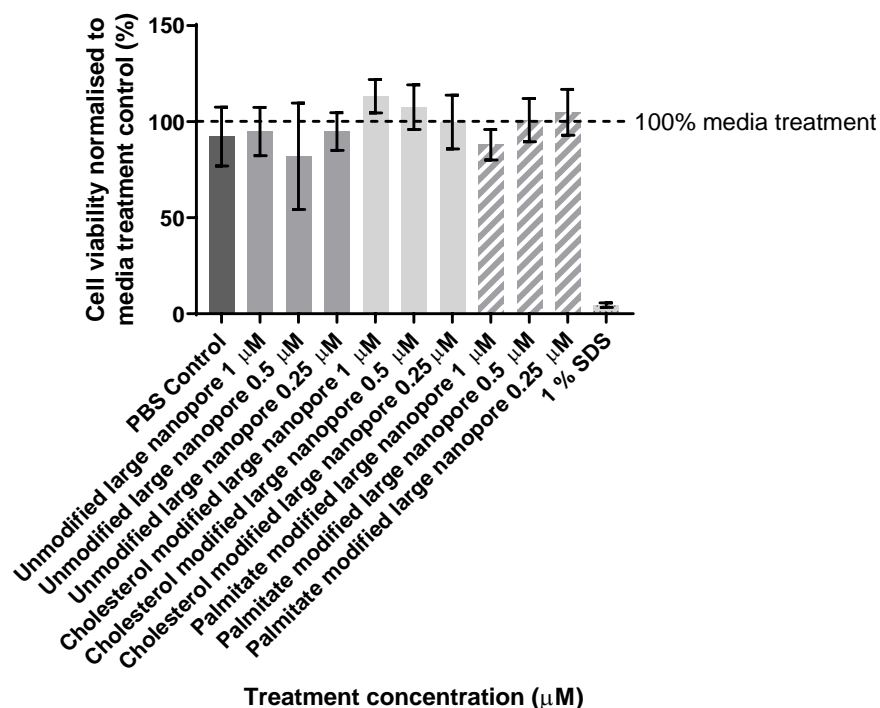 Cell viability normalised to
media treatment control (%)
150
100
50
0
100% media treatment
PBS Control
Unmodified large nanopore 1 μM
Unmodified large nanopore 0.5 μM
Unmodified large nanopore 0.25 μM
Cholesterol modified large nanopore 1 μM
Cholesterol modified large nanopore 0.5 μM
Cholesterol modified large nanopore 0.25 μM
Palmitate modified large nanopore 1 μM
Palmitate modified large nanopore 0.5 μM
Palmitate modified large nanopore 0.25 μM
1 % SDS
Treatment concentration (μM)